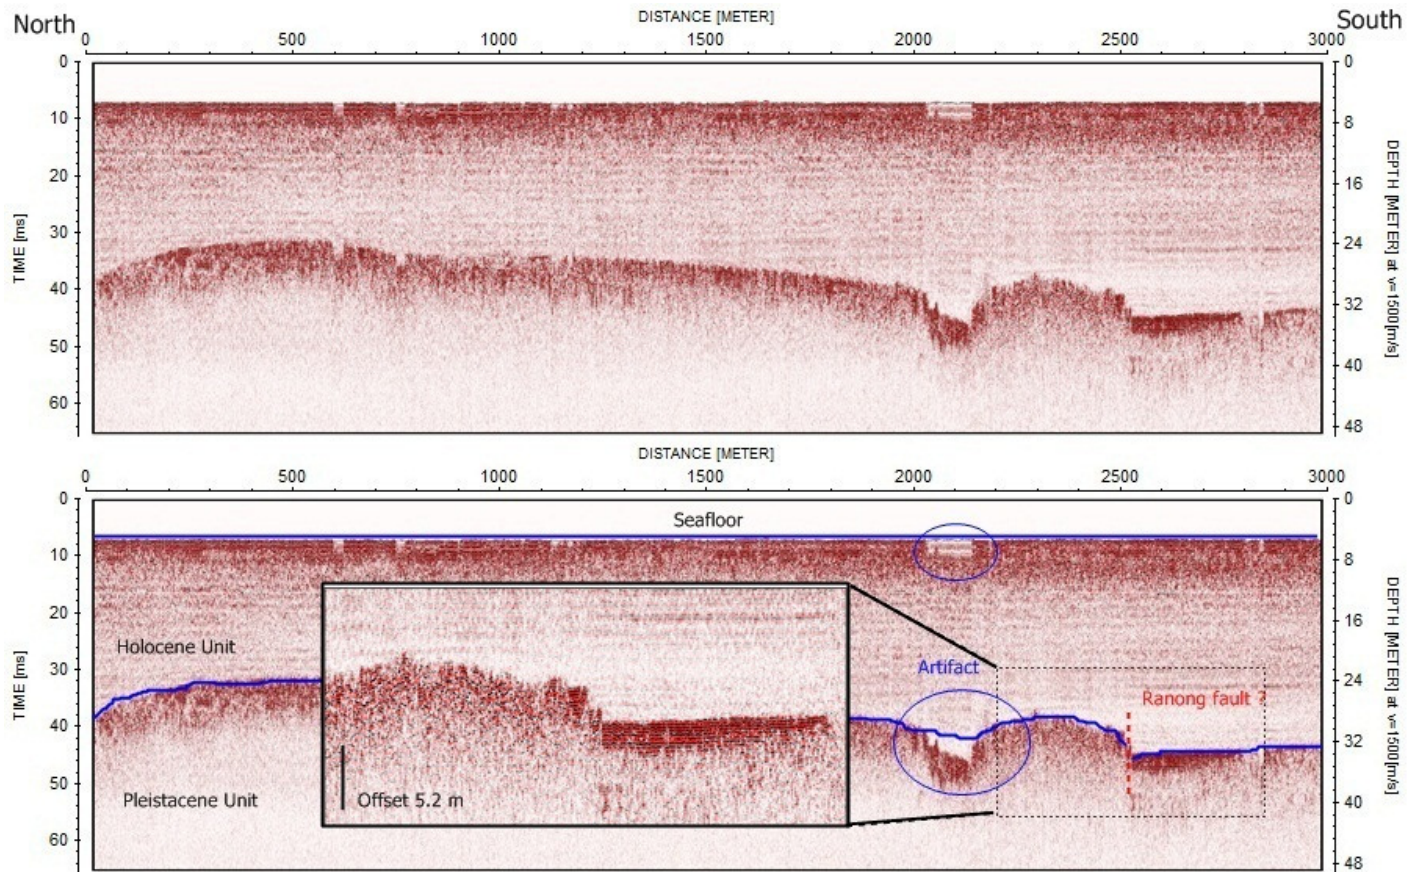 DISTANCE [METER]
North South
0 500 1000 1500 2000 2500 3000
0 0
10 8
20 16
30 24
40 32
50 40
60 48
TIME [ms]
DEPTH [METER] at v=1500[m/s]
DISTANCE [METER]
0 500 1000 1500 2000 2500 3000
0 0
Seafloor
10 8
20 16
Holocene Unit
30 24
Artifact
Ranong fault ?
40 32
50 40
Pleistacene Unit
Offset 5.2 m
60 48
TIME [ms]
DEPTH [METER] at v=1500[m/s]